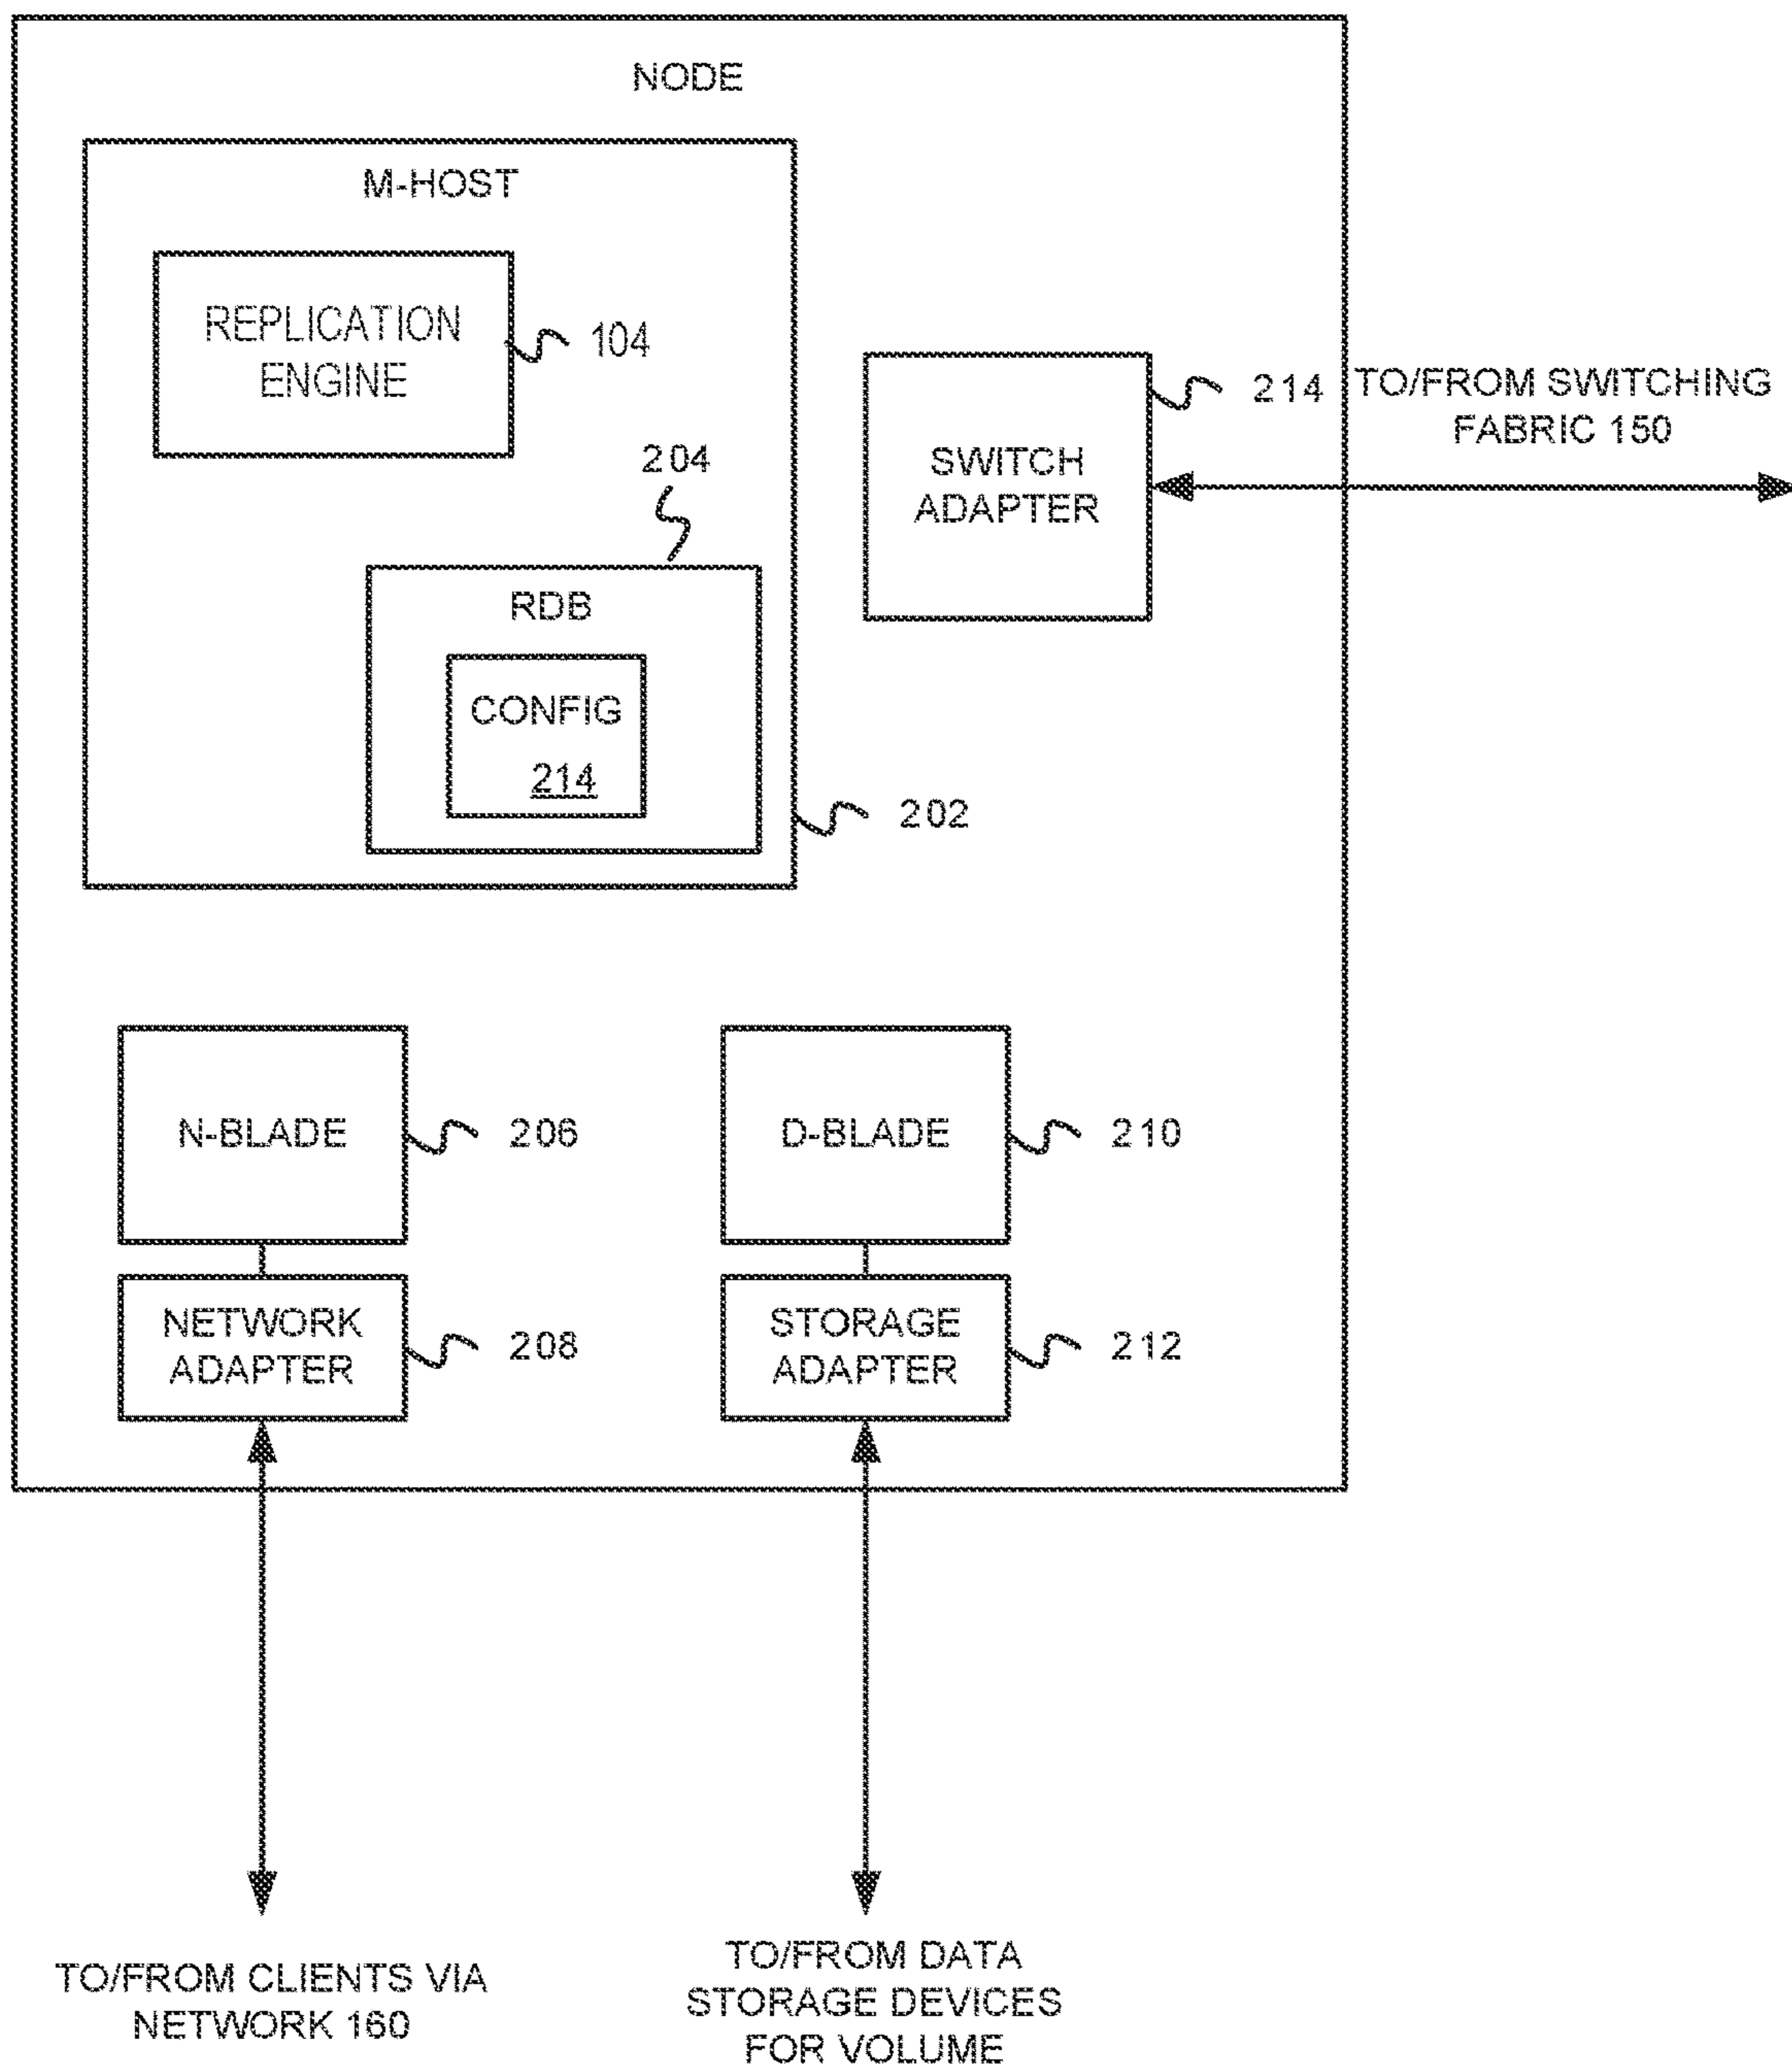 NODE
M-HOST
REPLICATION
ENGINE
104
204
RDB
CONFIG
214
202
SWITCH
ADAPTER
214
TO/FROM SWITCHING
FABRIC 150
N-BLADE
206
D-BLADE
210
NETWORK
ADAPTER
208
STORAGE
ADAPTER
212
TO/FROM CLIENTS VIA
NETWORK 160
TO/FROM DATA
STORAGE DEVICES
FOR VOLUME